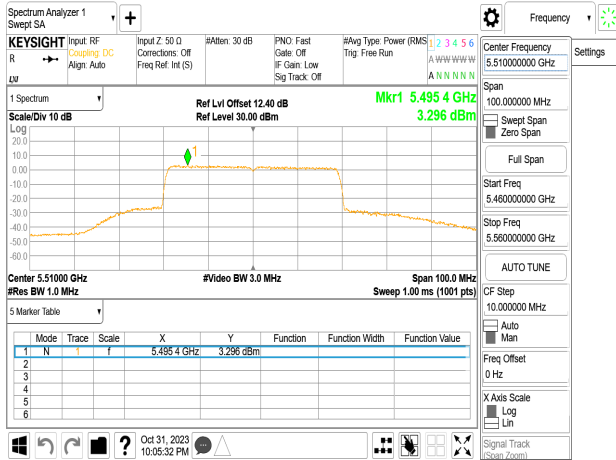 Spectrum Analyzer 1
Swept SA
Frequency
KEYSIGHT
Input: RF
Input Z: 50 Ω
#Atten: 30 dB
PNO: Fast
#Avg Type: Power (RMS
1 2 3 4 5 6
R
Coupling: DC
Corrections: Off
Gate: Off
Trig: Free Run
Align: Auto
Freq Ref: Int (S)
IF Gain: Low
A W W W W W
Sig Track: Off
A N N N N N
LXI
1 Spectrum
Ref Lvl Offset 12.40 dB
Mkr1 5.495 4 GHz
Scale/Div 10 dB
Ref Level 30.00 dBm
3.296 dBm
Log
1
20.0
10.0
0.00
-10.0
-20.0
-30.0
-40.0
-50.0
-60.0
Center 5.51000 GHz
#Video BW 3.0 MHz
Span 100.0 MHz
#Res BW 1.0 MHz
Sweep 1.00 ms (1001 pts)
5 Marker Table
Mode Trace Scale X Y Function Function Width Function Value
1 N 1 f 5.495 4 GHz 3.296 dBm
2
3
4
5
6
Oct 31, 2023
10:05:32 PM
?
Center Frequency
5.510000000 GHz
Settings
Span
100.000000 MHz
Swept Span
Zero Span
Full Span
Start Freq
5.460000000 GHz
Stop Freq
5.560000000 GHz
AUTO TUNE
CF Step
10.000000 MHz
Auto
Man
Freq Offset
0 Hz
X Axis Scale
Log
Lin
Signal Track
(Span Zoom)